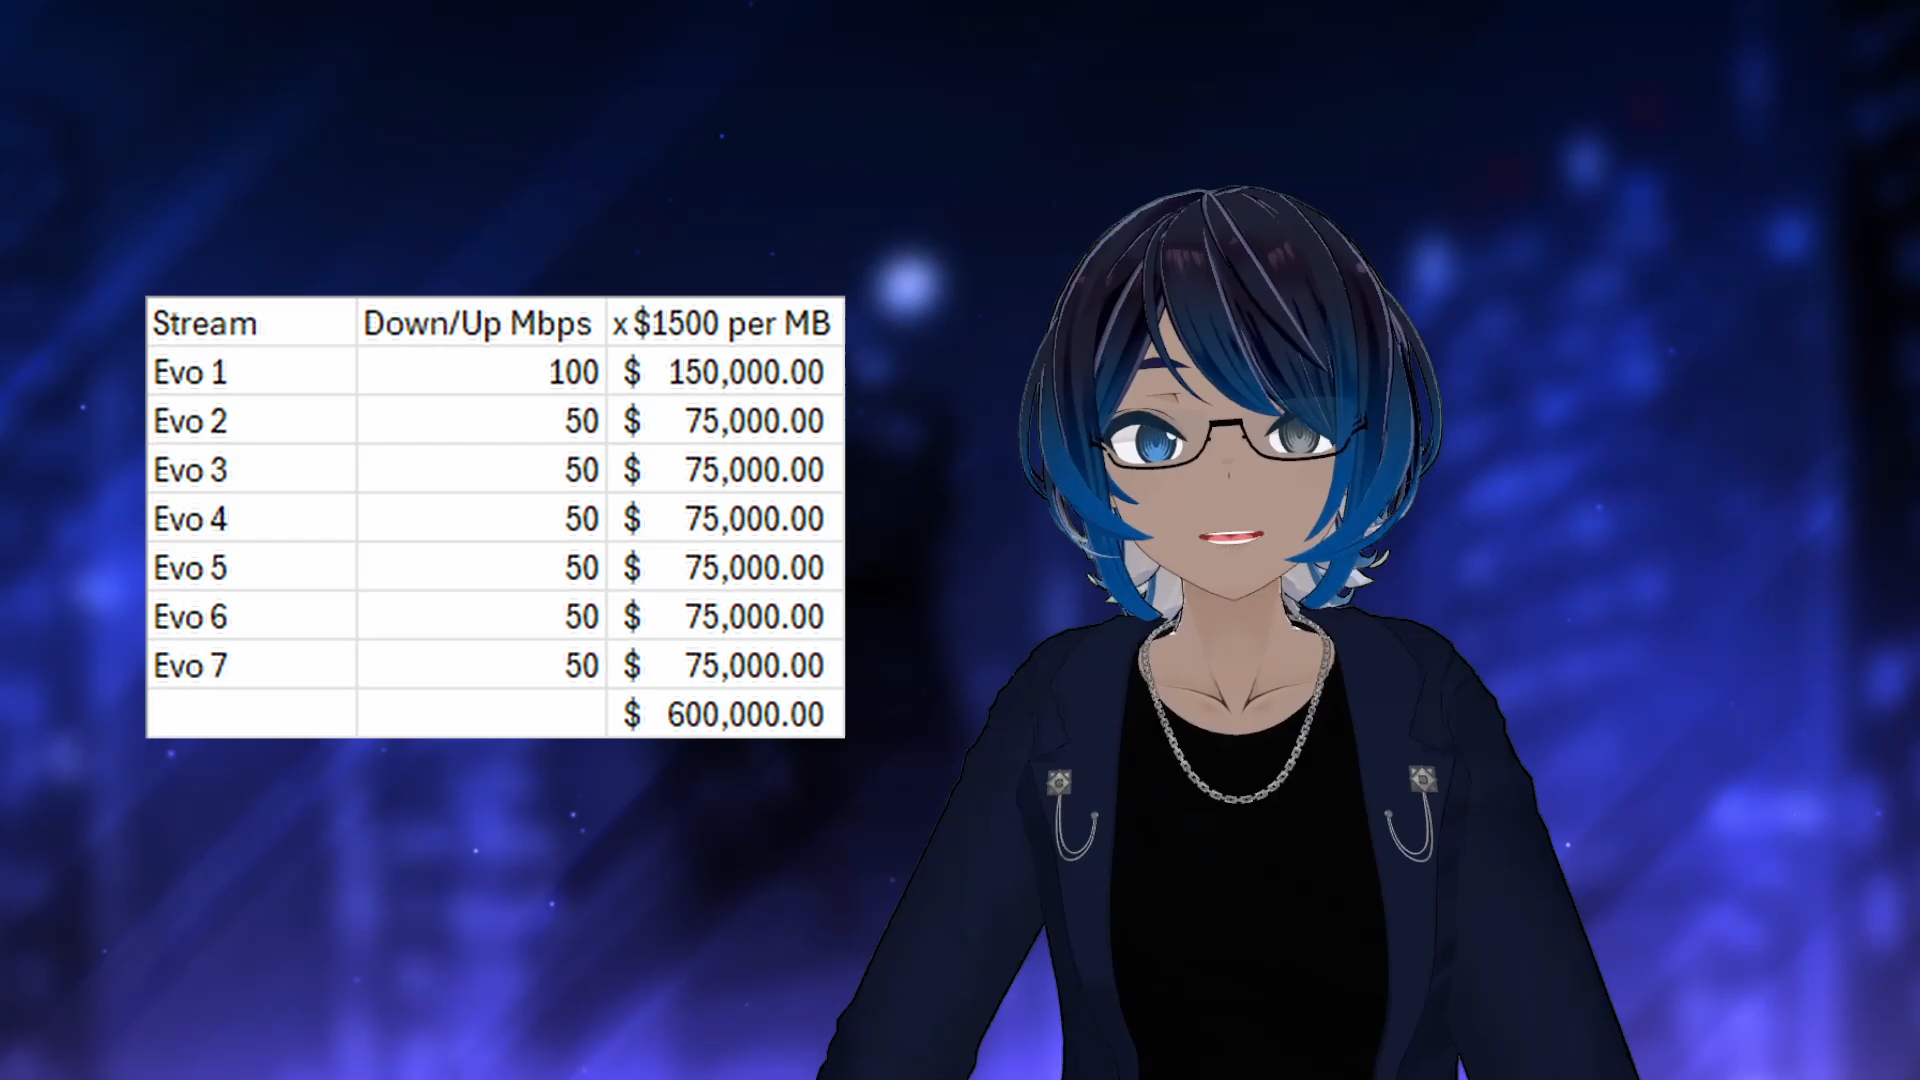 Stream Down/Up Mbps x $1500 per MB
Evo 1 100 $ 150,000.00
Evo 2 50 $ 75,000.00
Evo 3 50 $ 75,000.00
Evo 4 50 $ 75,000.00
Evo 5 50 $ 75,000.00
Evo 6 50 $ 75,000.00
Evo 7 50 $ 75,000.00
$ 600,000.00